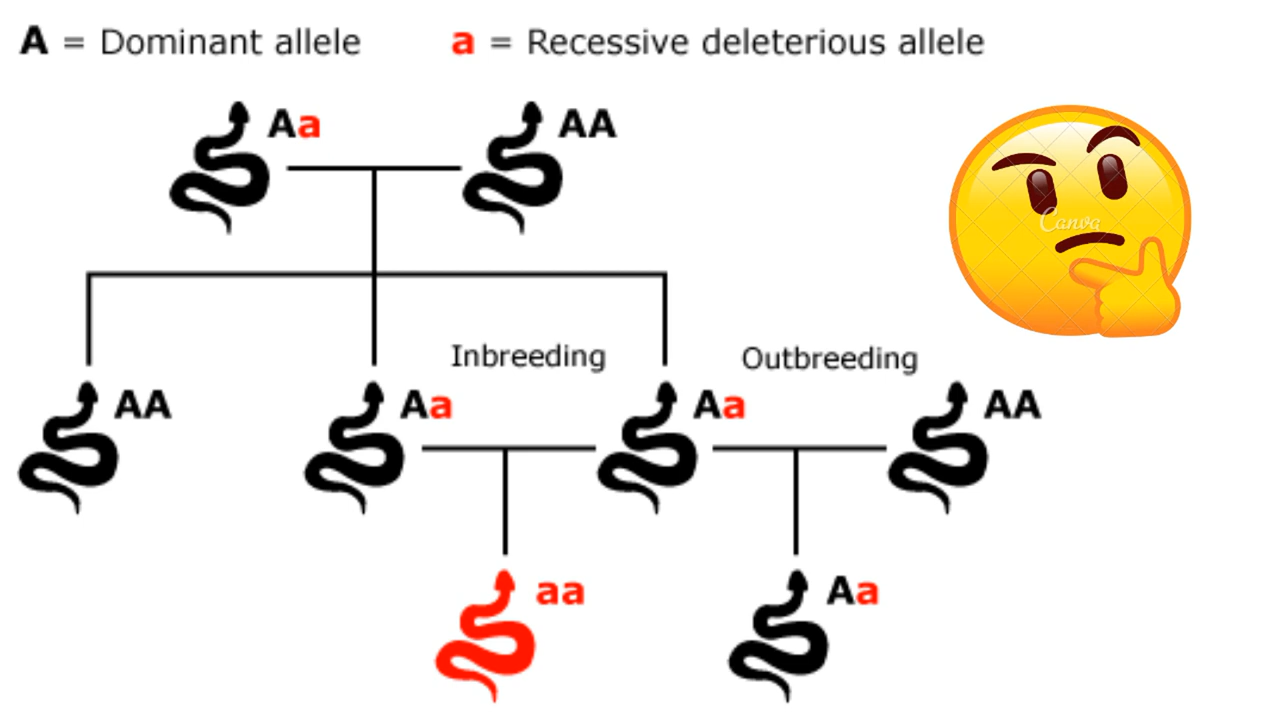 A = Dominant allele a = Recessive deleterious allele
Aa AA
Inbreeding Outbreeding
AA Aa Aa AA
aa Aa
Canva